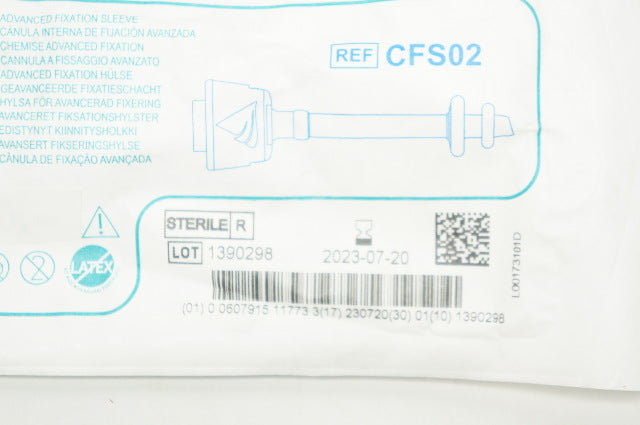 ADVANCED FIXATION SLEEVE
CÁNULA INTERNA DE FIJACIÓN AVANZADA
CHEMISE ADVANCED FIXATION
CANNULA A FISSAGGIO AVANZATO
ADVANCED FIXATION HÜLSE
GEAVANCEERDE FIXATIESCHACHT
HYLSA FÖR AVANCERAD FIXERING
AVANCERET FIKSATIONSHYLSTER
EDISTYNYT KIINNITYSHOLKKI
AVANSERT FIKSERINGSHYLSE
CÂNULA DE FIXAÇÃO AVANÇADA
REF CFS02
STERILE R
LOT 1390298
2023-07-20
L00173101D
2
LATEX
(01) 0 0607915 11773 3(17) 230720(30) 01(10) 1390298